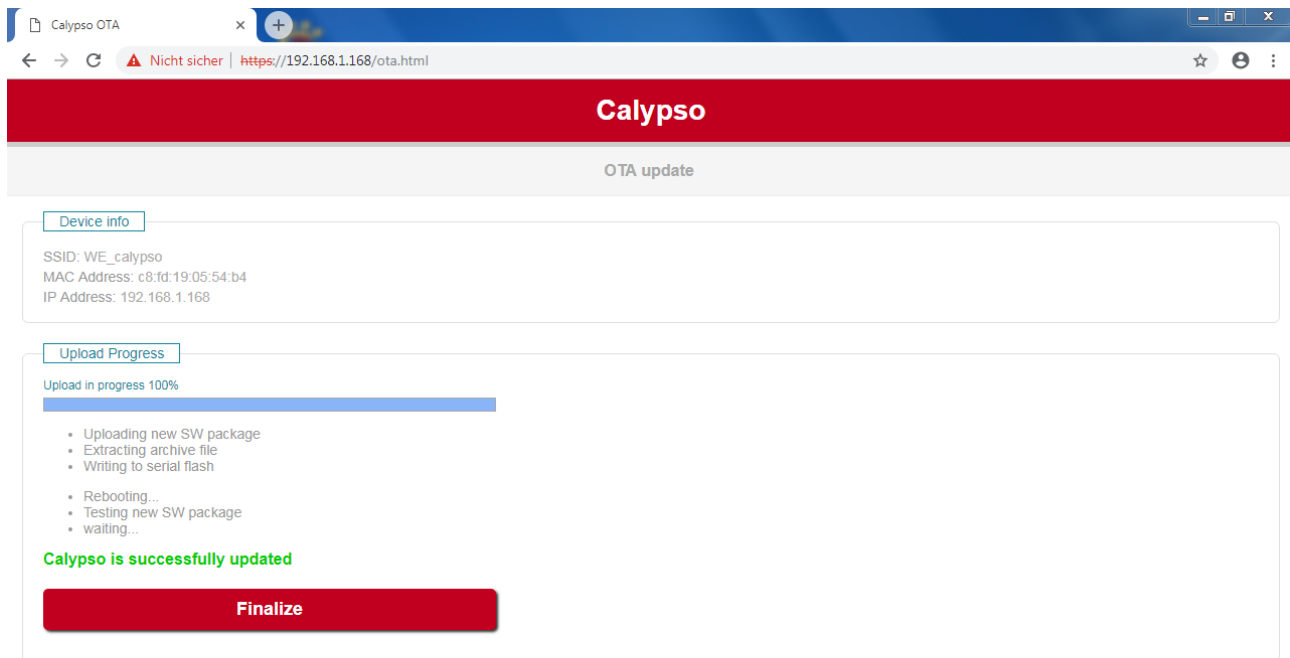 Calypso OTA
Nicht sicher | https://192.168.1.168/ota.html
Calypso
OTA update
Device info
SSID: WE_calypso
MAC Address: c8:fd:19:05:54:b4
IP Address: 192.168.1.168
Upload Progress
Upload in progress 100%
Uploading new SW package
Extracting archive file
Writing to serial flash
Rebooting...
Testing new SW package
waiting...
Calypso is successfully updated
Finalize